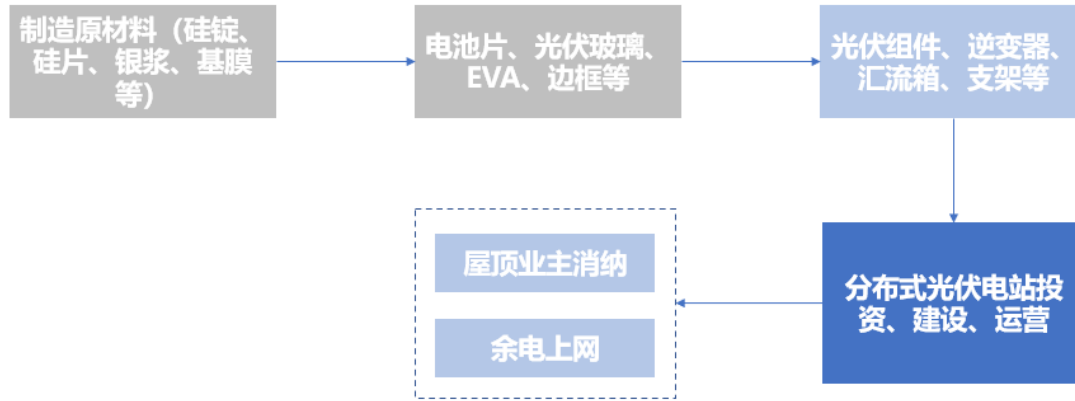 制造原材料（硅锭、
硅片、银浆、基膜
等）
电池片、光伏玻璃、
EVA、边框等
光伏组件、逆变器、
汇流箱、支架等
分布式光伏电站投
资、建设、运营
屋顶业主消纳
余电上网